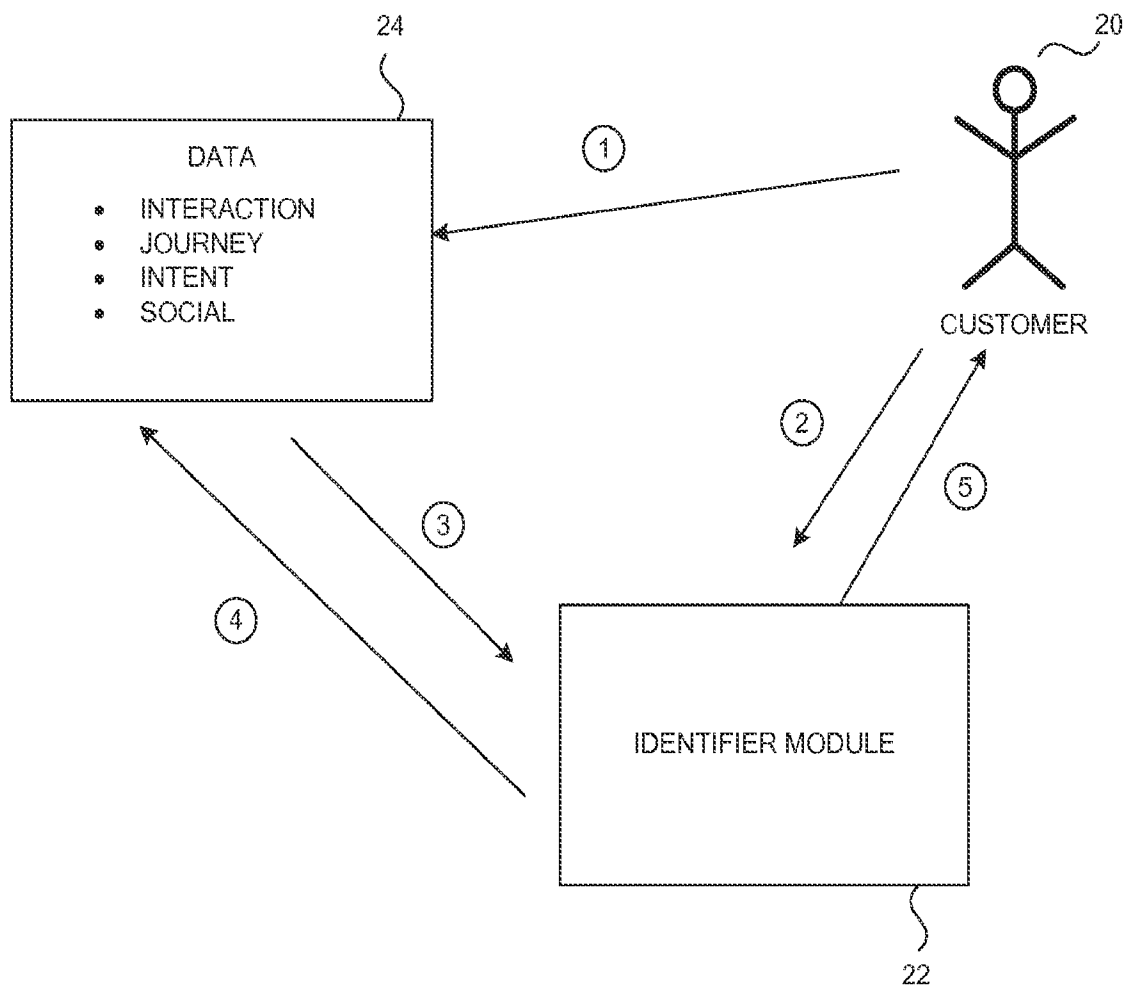 24
20
DATA
1
• INTERACTION
• JOURNEY
• INTENT
• SOCIAL
CUSTOMER
2
5
3
4
IDENTIFIER MODULE
22